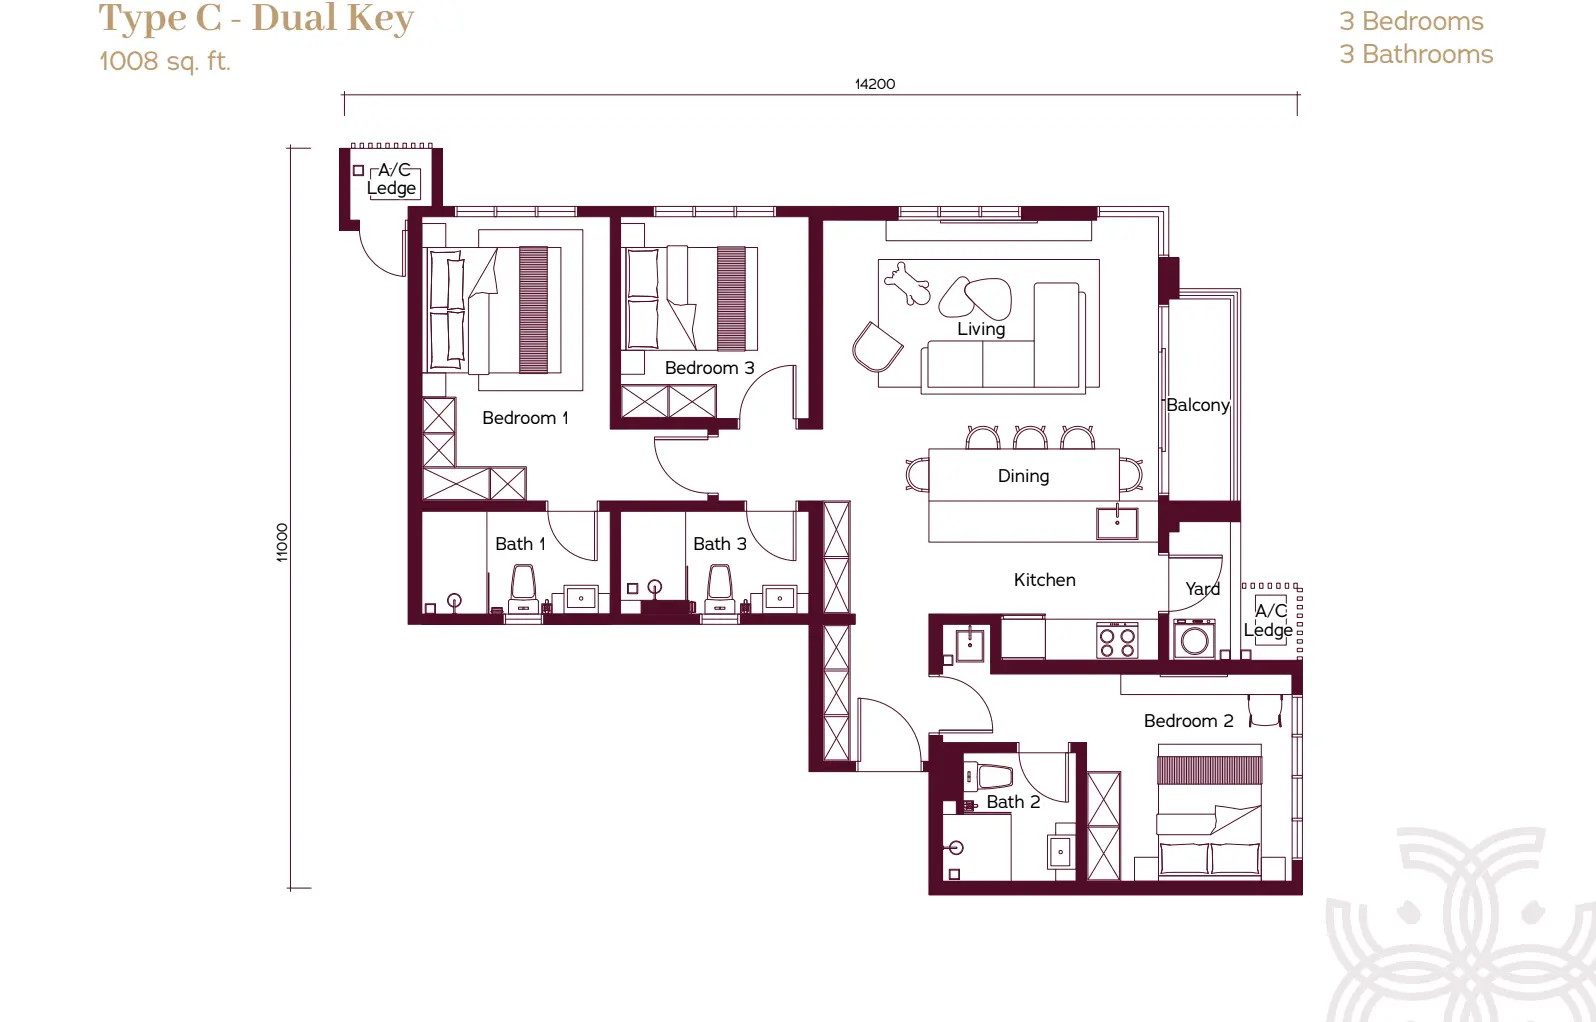 Type C - Dual Key
1008 sq. ft.
3 Bedrooms
3 Bathrooms
14200
11000
A/C
Ledge
Living
Bedroom 3
Balcony
Bedroom 1
Dining
Bath 1
Bath 3
Kitchen
Yard
A/C
Ledge
Bedroom 2
Bath 2